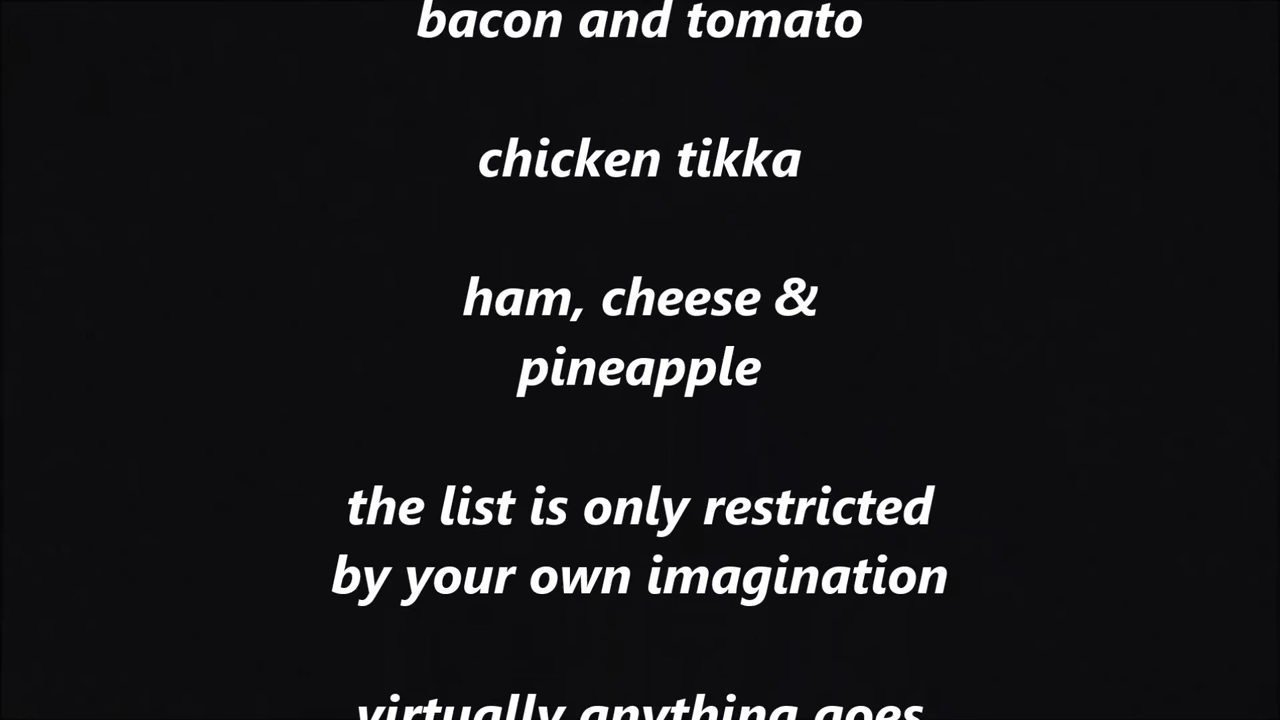 bacon and tomato
chicken tikka
ham, cheese &
pineapple
the list is only restricted
by your own imagination
virtually anything goes